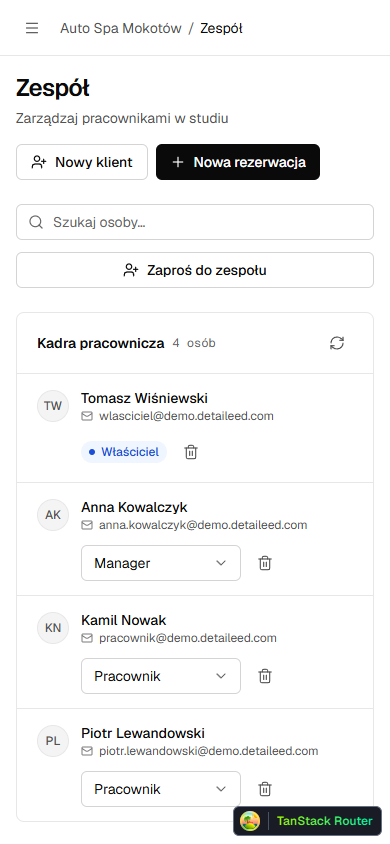 Auto Spa Mokotów / Zespół
Zespół
Zarządzaj pracownikami w studiu
Nowy klient
Nowa rezerwacja
Szukaj osoby...
Zaproś do zespołu
Kadra pracownicza 4 osób
TW
Tomasz Wiśniewski
wlasciciel@demo.detaileed.com
Właściciel
AK
Anna Kowalczyk
anna.kowalczyk@demo.detaileed.com
Manager
KN
Kamil Nowak
pracownik@demo.detaileed.com
Pracownik
PL
Piotr Lewandowski
piotr.lewandowski@demo.detaileed.com
Pracownik
TanStack Router